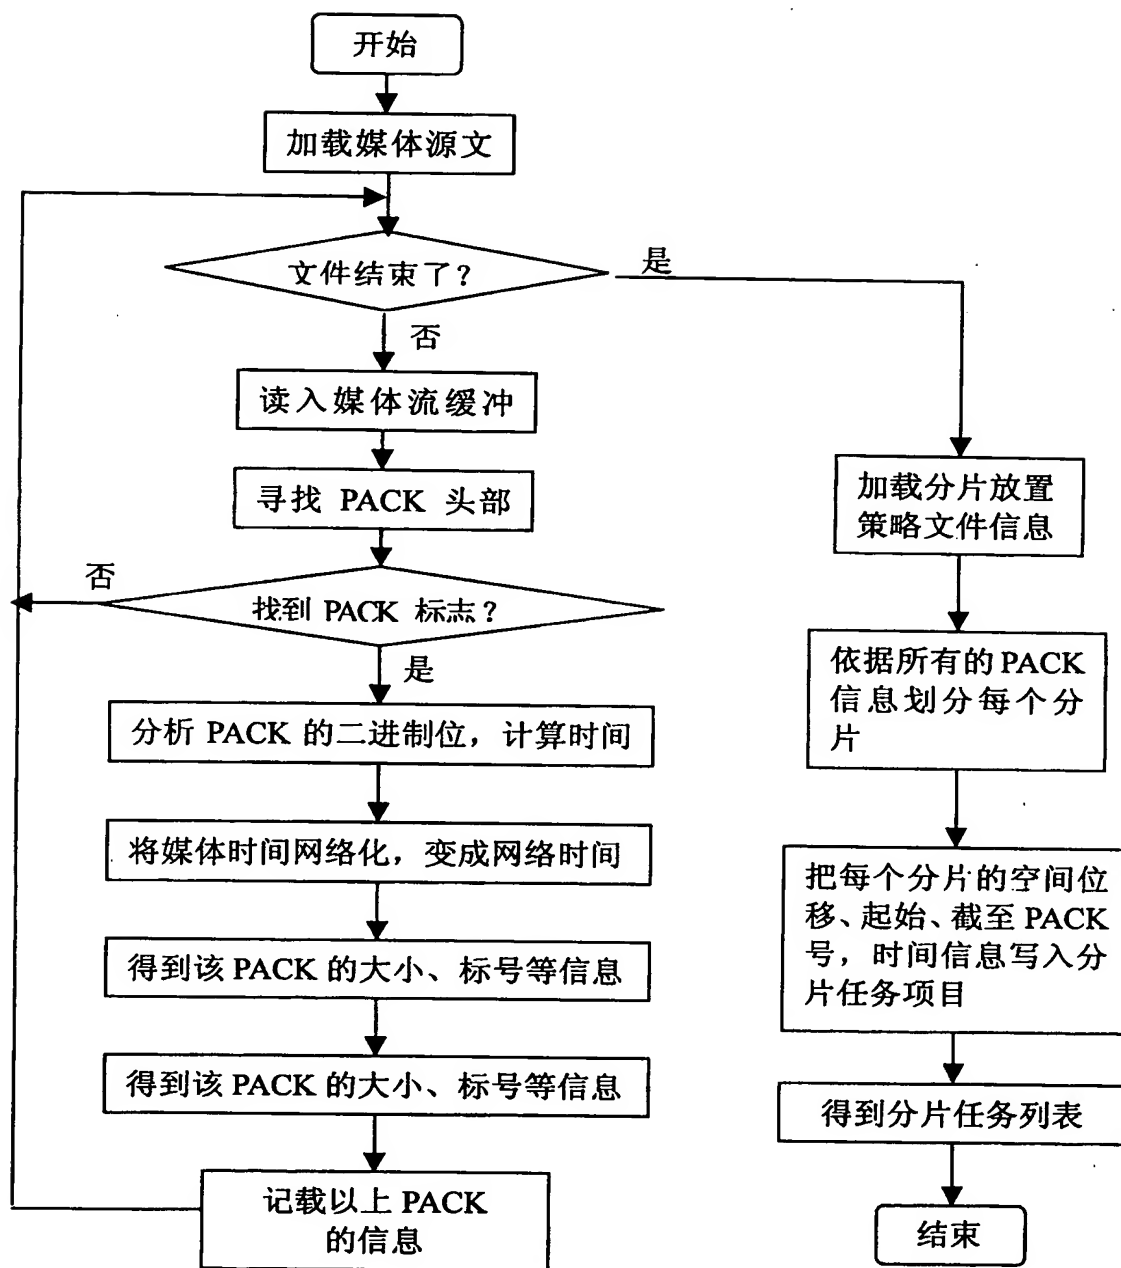 开始
加载媒体源文
文件结束了？
是
否
读入媒体流缓冲
寻找 PACK 头部
否
找到 PACK 标志？
是
分析 PACK 的二进制位，计算时间
将媒体时间网络化，变成网络时间
得到该 PACK 的大小、标号等信息
得到该 PACK 的大小、标号等信息
记载以上 PACK
的信息
加载分片放置
策略文件信息
依据所有的 PACK
信息划分每个分
片
把每个分片的空间位
移、起始、截至 PACK
号，时间信息写入分
片任务项目
得到分片任务列表
结束